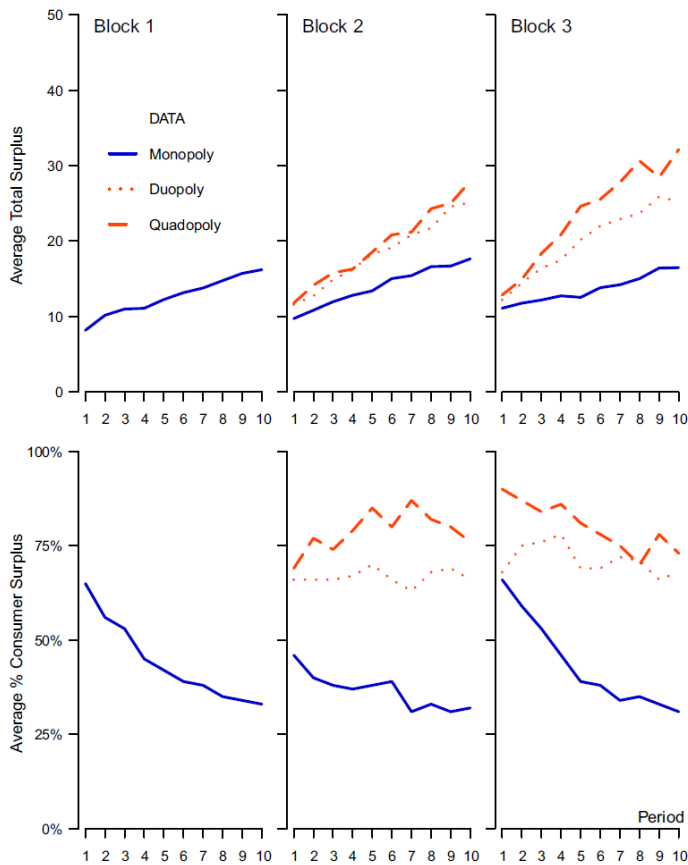 Block 1
Block 2
Block 3
50
40
30
20
10
0
Average Total Surplus
DATA
Monopoly
Duopoly
Quadopoly
1 2 3 4 5 6 7 8 9 10
1 2 3 4 5 6 7 8 9 10
1 2 3 4 5 6 7 8 9 10
100%
75%
50%
25%
0%
Average % Consumer Surplus
Period
1 2 3 4 5 6 7 8 9 10
1 2 3 4 5 6 7 8 9 10
1 2 3 4 5 6 7 8 9 10